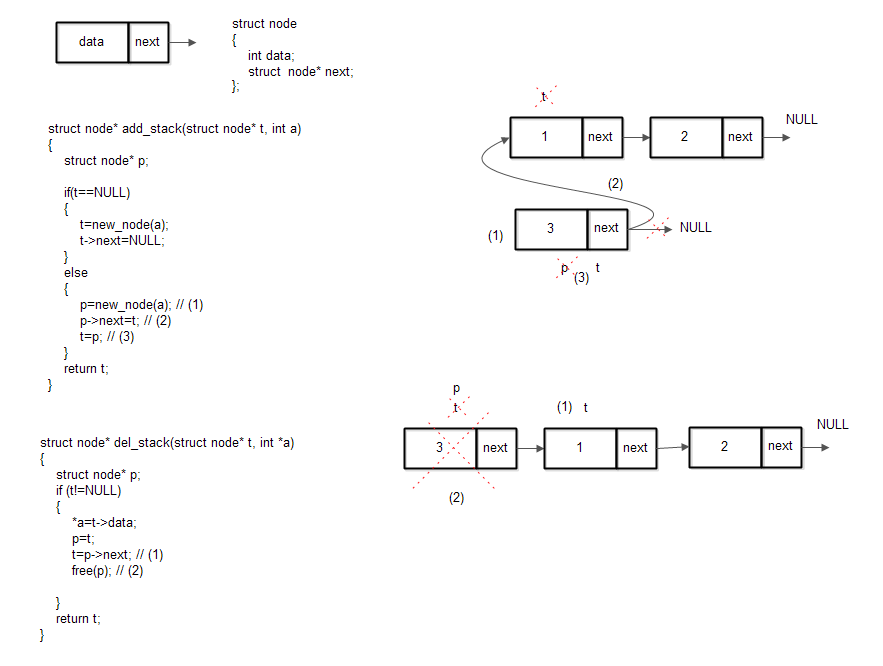 data next
struct node
{
int data;
struct node* next;
};
struct node* add_stack(struct node* t, int a)
{
struct node* p;
if(t==NULL)
{
t=new_node(a);
t->next=NULL;
}
else
{
p=new_node(a); // (1)
p->next=t; // (2)
t=p; // (3)
}
return t;
}
t
1 next 2 next NULL
(2)
(1) 3 next NULL
p (3) t
struct node* del_stack(struct node* t, int *a)
{
struct node* p;
if (t!=NULL)
{
*a=t->data;
p=t;
t=p->next; // (1)
free(p); // (2)
}
return t;
}
p
t (1) t
3 next 1 next 2 next NULL
(2)